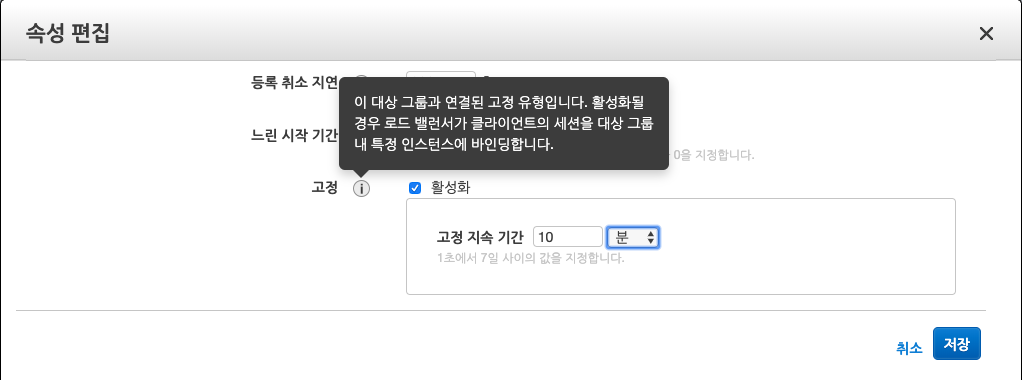 속성 편집
등록 취소 지연
이 대상 그룹과 연결된 고정 유형입니다. 활성화될
경우 로드 밸런서가 클라이언트의 세션을 대상 그룹
내 특정 인스턴스에 바인딩합니다.
느린 시작 기간
0을 지정합니다.
고정
활성화
고정 지속 기간 10 분
1초에서 7일 사이의 값을 지정합니다.
취소 저장